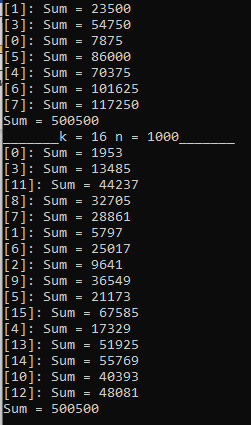 [1]: Sum = 23500
[3]: Sum = 54750
[0]: Sum = 7875
[5]: Sum = 86000
[4]: Sum = 70375
[6]: Sum = 101625
[7]: Sum = 117250
Sum = 500500
_______k = 16 n = 1000_______
[0]: Sum = 1953
[3]: Sum = 13485
[11]: Sum = 44237
[8]: Sum = 32705
[7]: Sum = 28861
[1]: Sum = 5797
[6]: Sum = 25017
[2]: Sum = 9641
[9]: Sum = 36549
[5]: Sum = 21173
[15]: Sum = 67585
[4]: Sum = 17329
[13]: Sum = 51925
[14]: Sum = 55769
[10]: Sum = 40393
[12]: Sum = 48081
Sum = 500500